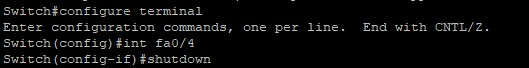 Switch#configure terminal
Enter configuration commands, one per line.  End with CNTL/Z.
Switch(config)#int fa0/4
Switch(config-if)#shutdown